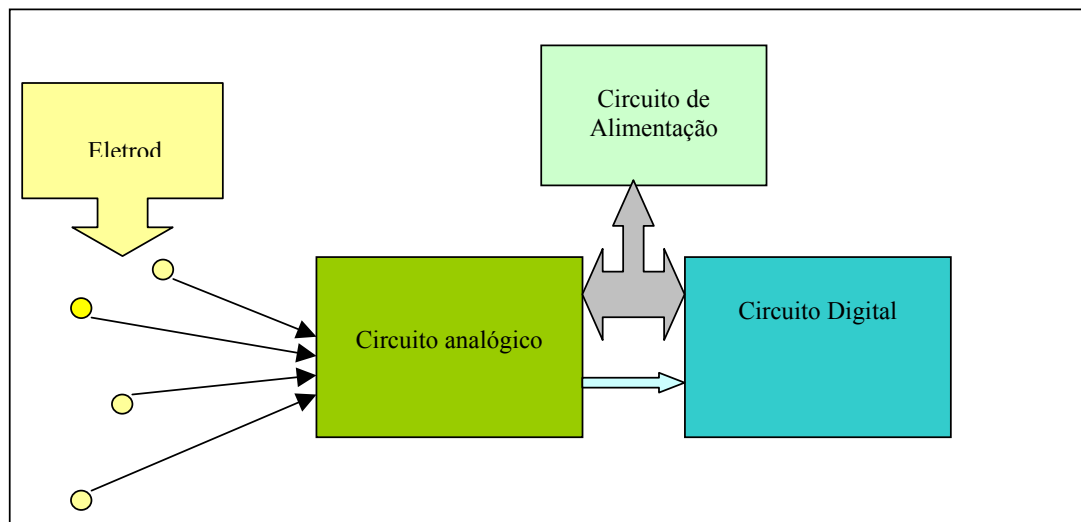 Circuito de
Alimentação
Eletrod
Circuito Digital
Circuito analógico